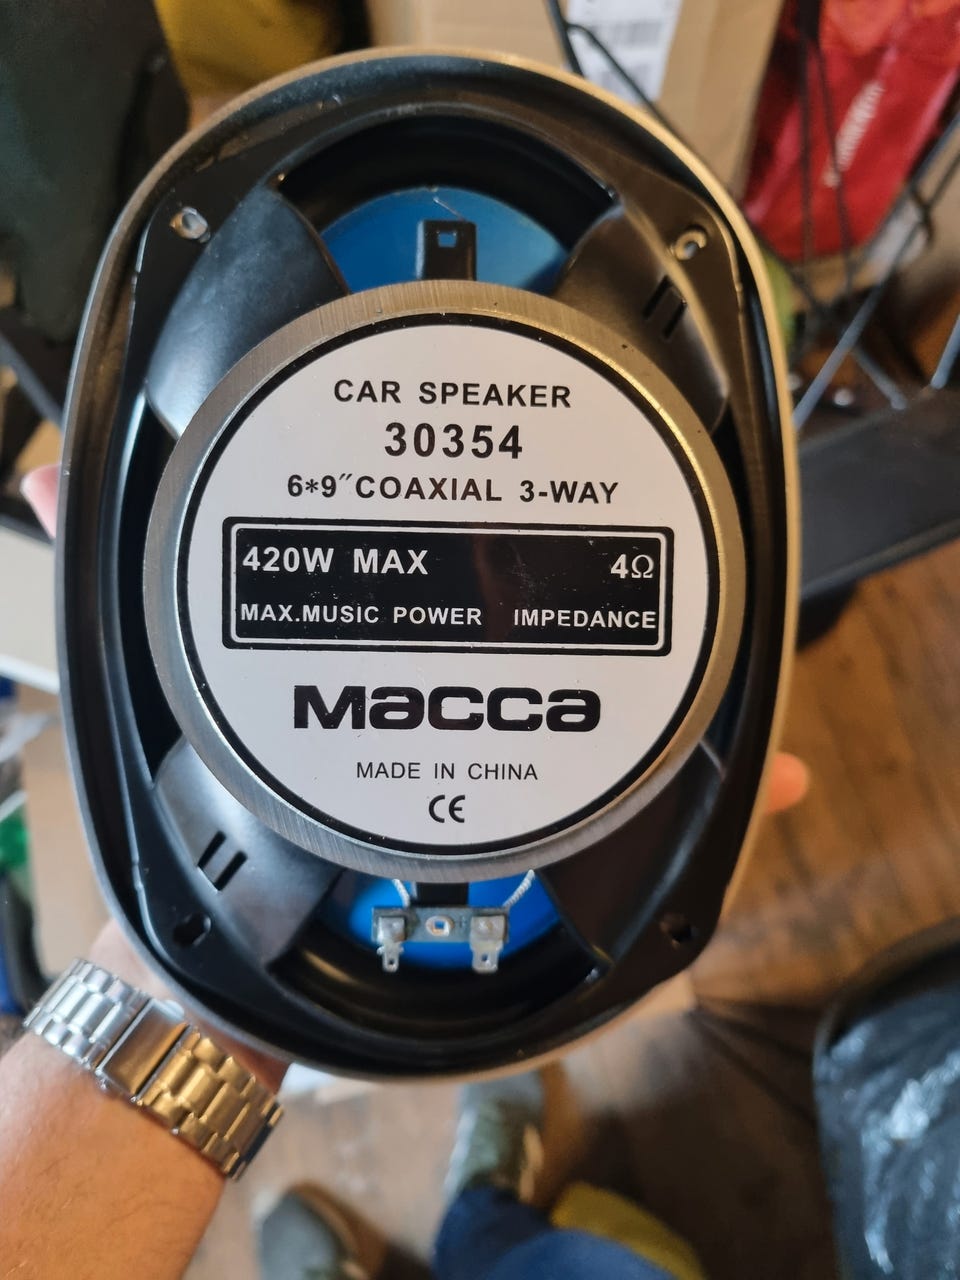 CAR SPEAKER
30354
6*9″COAXIAL 3-WAY
420W MAX 4Ω
MAX.MUSIC POWER IMPEDANCE
Macca
MADE IN CHINA
CE